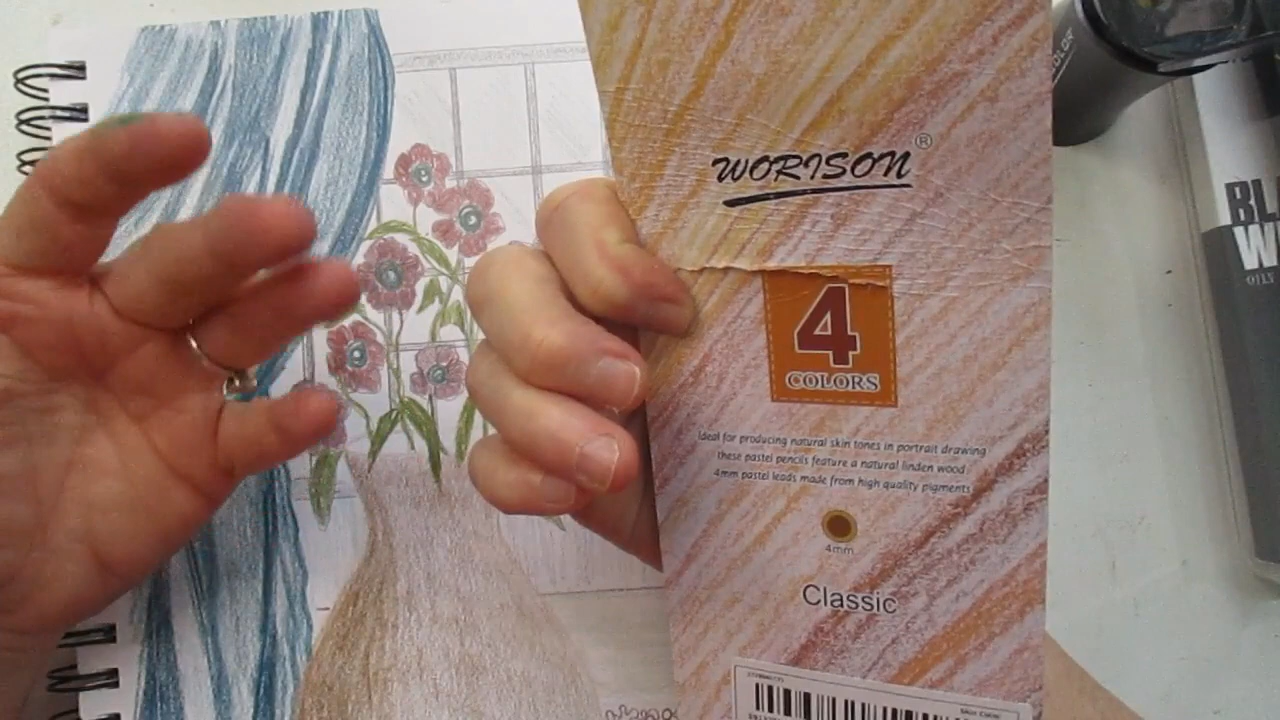 WORISON®
4
COLORS
Ideal for producing natural skin tones in portrait drawing
these pastel pencils feature a natural linden wood
4mm pastel leads made from high quality pigments
4mm
Classic